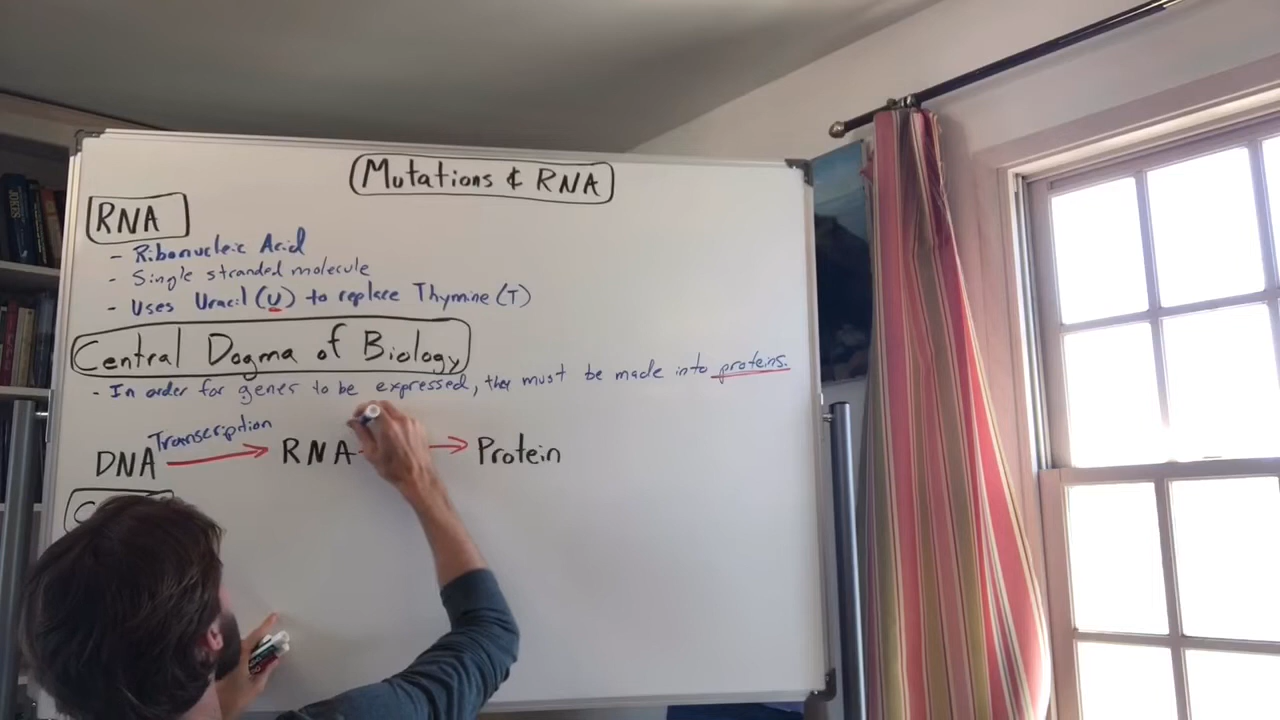 Mutations & RNA
RNA
- Ribonucleic Acid
- Single stranded molecule
- Uses Uracil (U) to replace Thymine (T)
Central Dogma of Biology
- In order for genes to be expressed, they must be made into proteins.
Transcription
DNA → RNA → Protein